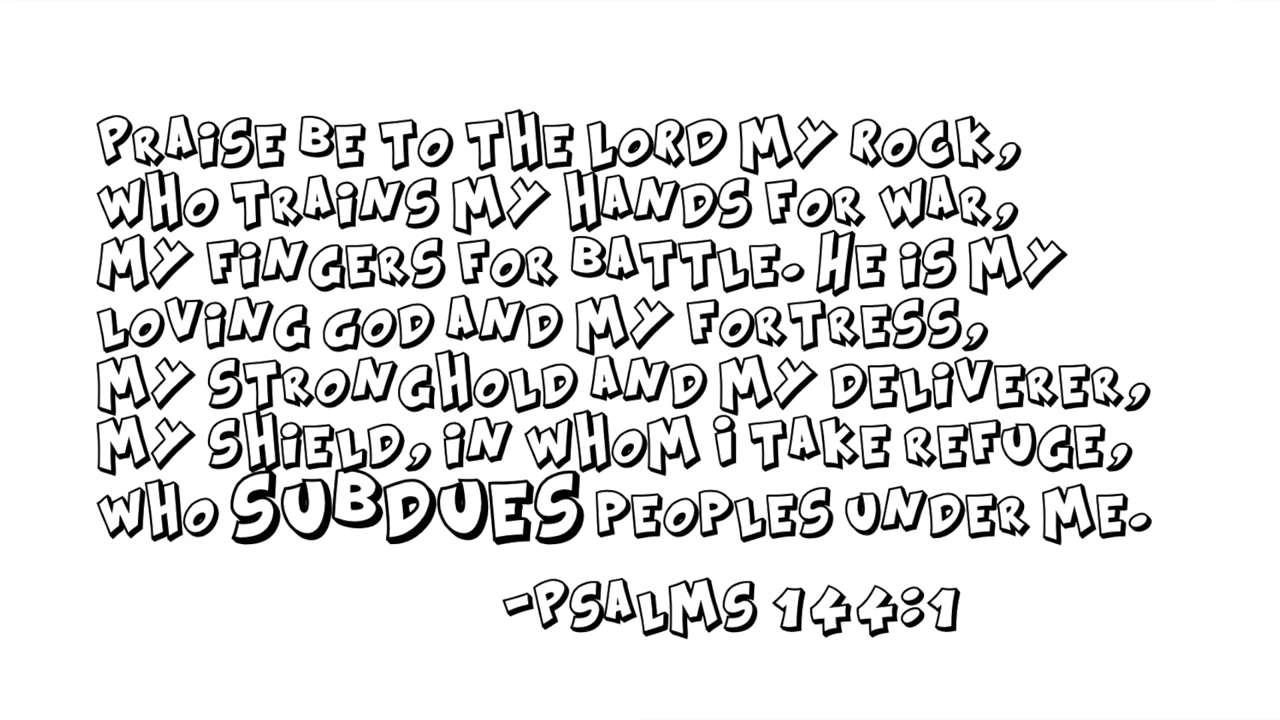 PRAISE BE TO THE LORD MY ROCK,
WHO TRAiNS MY HANDS FOR WAR,
MY FiNGERS FOR BATTLE. HE iS MY
LOViNG GOD AND MY FORTRESS,
MY STRONGHOLD AND MY DELiVERER,
MY SHiELD, iN WHOM i TAKE REFUGE,
WHO SUBDUES PEOPLES UNDER ME.
-PSALMS 144:1